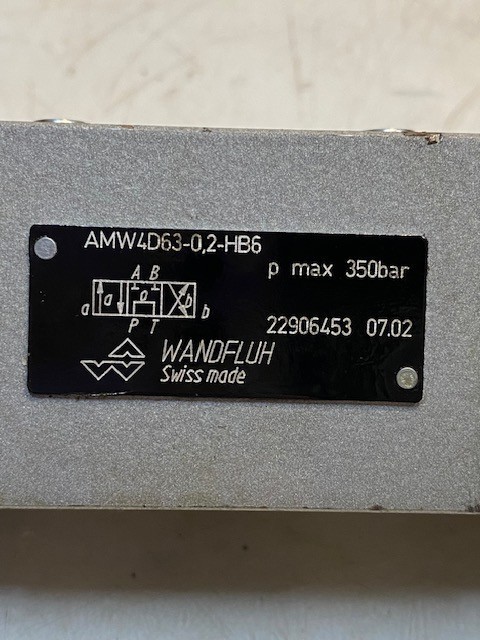 AMW4D63-0,2-HB6
p max 350bar
A B
a a o b b
P T
22906453 07.02
WANDFLUH
Swiss made